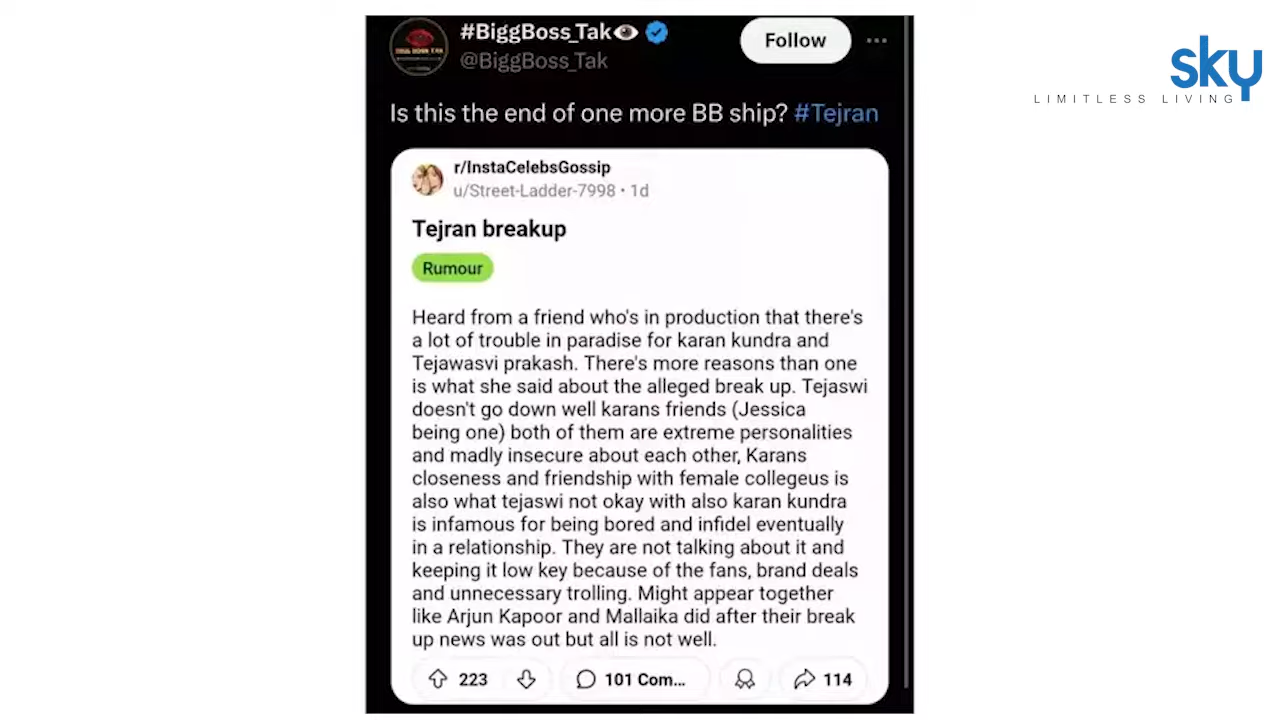 #BiggBoss_Tak👁
@BiggBoss_Tak
Follow
Is this the end of one more BB ship? #Tejran
r/InstaCelebsGossip
u/Street-Ladder-7998 • 1d
Tejran breakup
Rumour
Heard from a friend who's in production that there's
a lot of trouble in paradise for karan kundra and
Tejawasvi prakash. There's more reasons than one
is what she said about the alleged break up. Tejaswi
doesn't go down well karans friends (Jessica
being one) both of them are extreme personalities
and madly insecure about each other, Karans
closeness and friendship with female collegeus is
also what tejaswi not okay with also karan kundra
is infamous for being bored and infidel eventually
in a relationship. They are not talking about it and
keeping it low key because of the fans, brand deals
and unnecessary trolling. Might appear together
like Arjun Kapoor and Mallaika did after their break
up news was out but all is not well.
223
101 Com...
114
sky
LIMITLESS LIVING